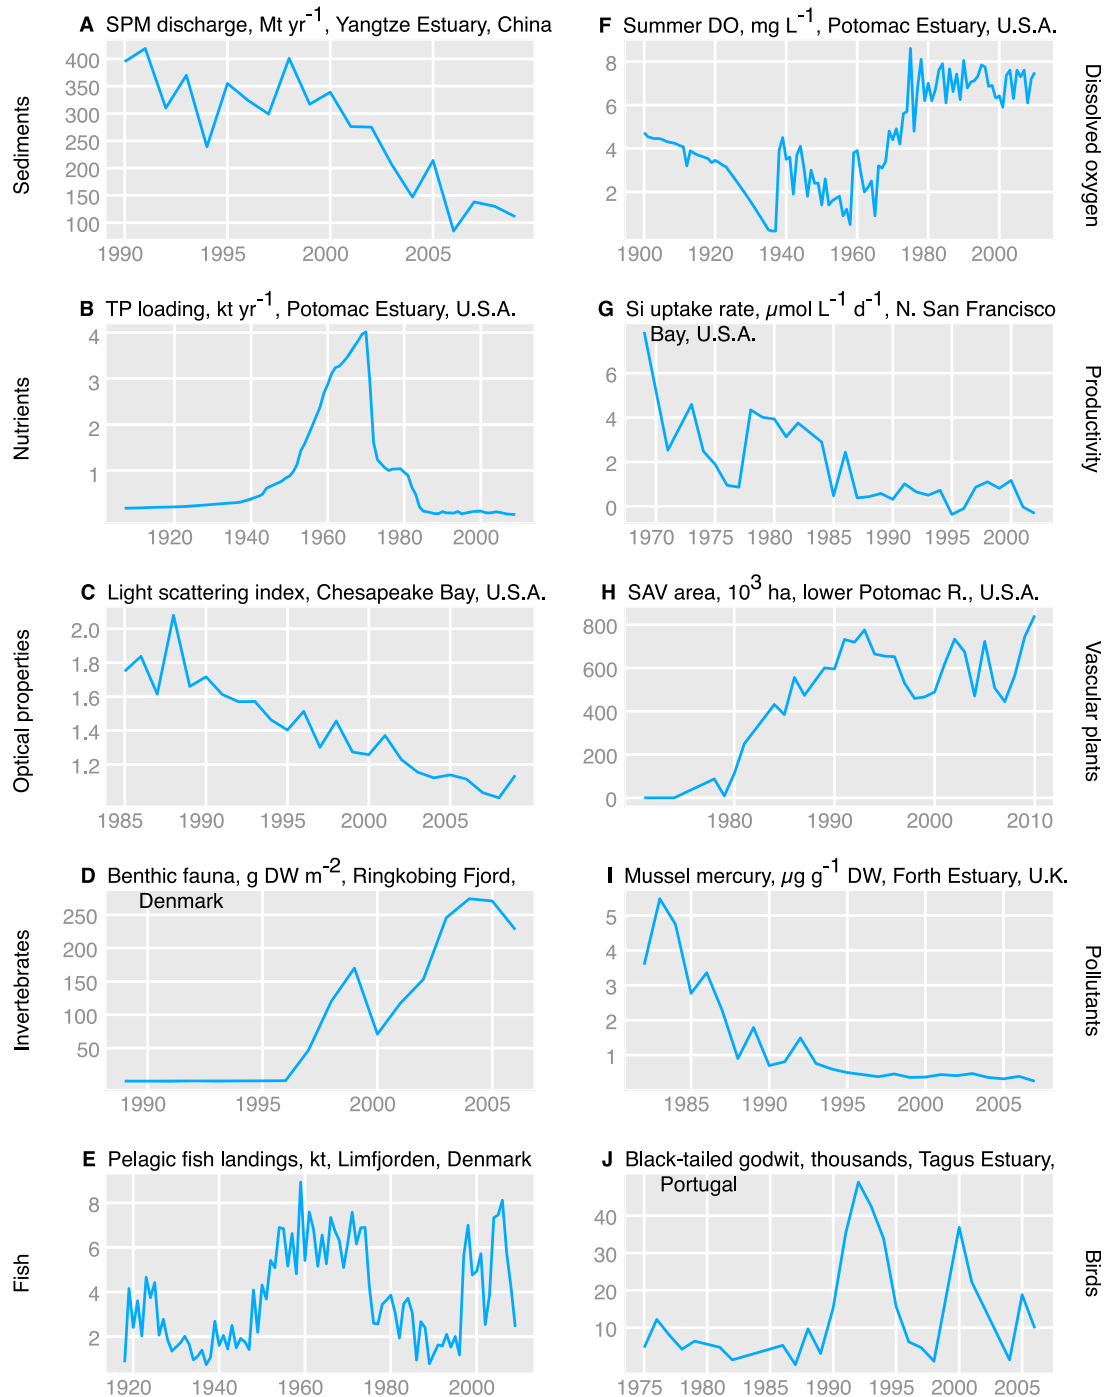 A SPM discharge, Mt yr-1, Yangtze Estuary, China
Sediments
400
350
300
250
200
150
100
1990 1995 2000 2005
B TP loading, kt yr-1, Potomac Estuary, U.S.A.
Nutrients
4
3
2
1
1920 1940 1960 1980 2000
C Light scattering index, Chesapeake Bay, U.S.A.
Optical properties
2.0
1.8
1.6
1.4
1.2
1985 1990 1995 2000 2005
D Benthic fauna, g DW m-2, Ringkobing Fjord,
Denmark
Invertebrates
250
200
150
100
50
1990 1995 2000 2005
E Pelagic fish landings, kt, Limfjorden, Denmark
Fish
8
6
4
2
1920 1940 1960 1980 2000
F Summer DO, mg L-1, Potomac Estuary, U.S.A.
Dissolved oxygen
8
6
4
2
1900 1920 1940 1960 1980 2000
G Si uptake rate, µmol L-1 d-1, N. San Francisco
Bay, U.S.A.
Productivity
6
4
2
0
1970 1975 1980 1985 1990 1995 2000
H SAV area, 10³ ha, lower Potomac R., U.S.A.
Vascular plants
800
600
400
200
0
1980 1990 2000 2010
I Mussel mercury, µg g-1 DW, Forth Estuary, U.K.
Pollutants
5
4
3
2
1
1985 1990 1995 2000 2005
J Black-tailed godwit, thousands, Tagus Estuary,
Portugal
Birds
40
30
20
10
1975 1980 1985 1990 1995 2000 2005